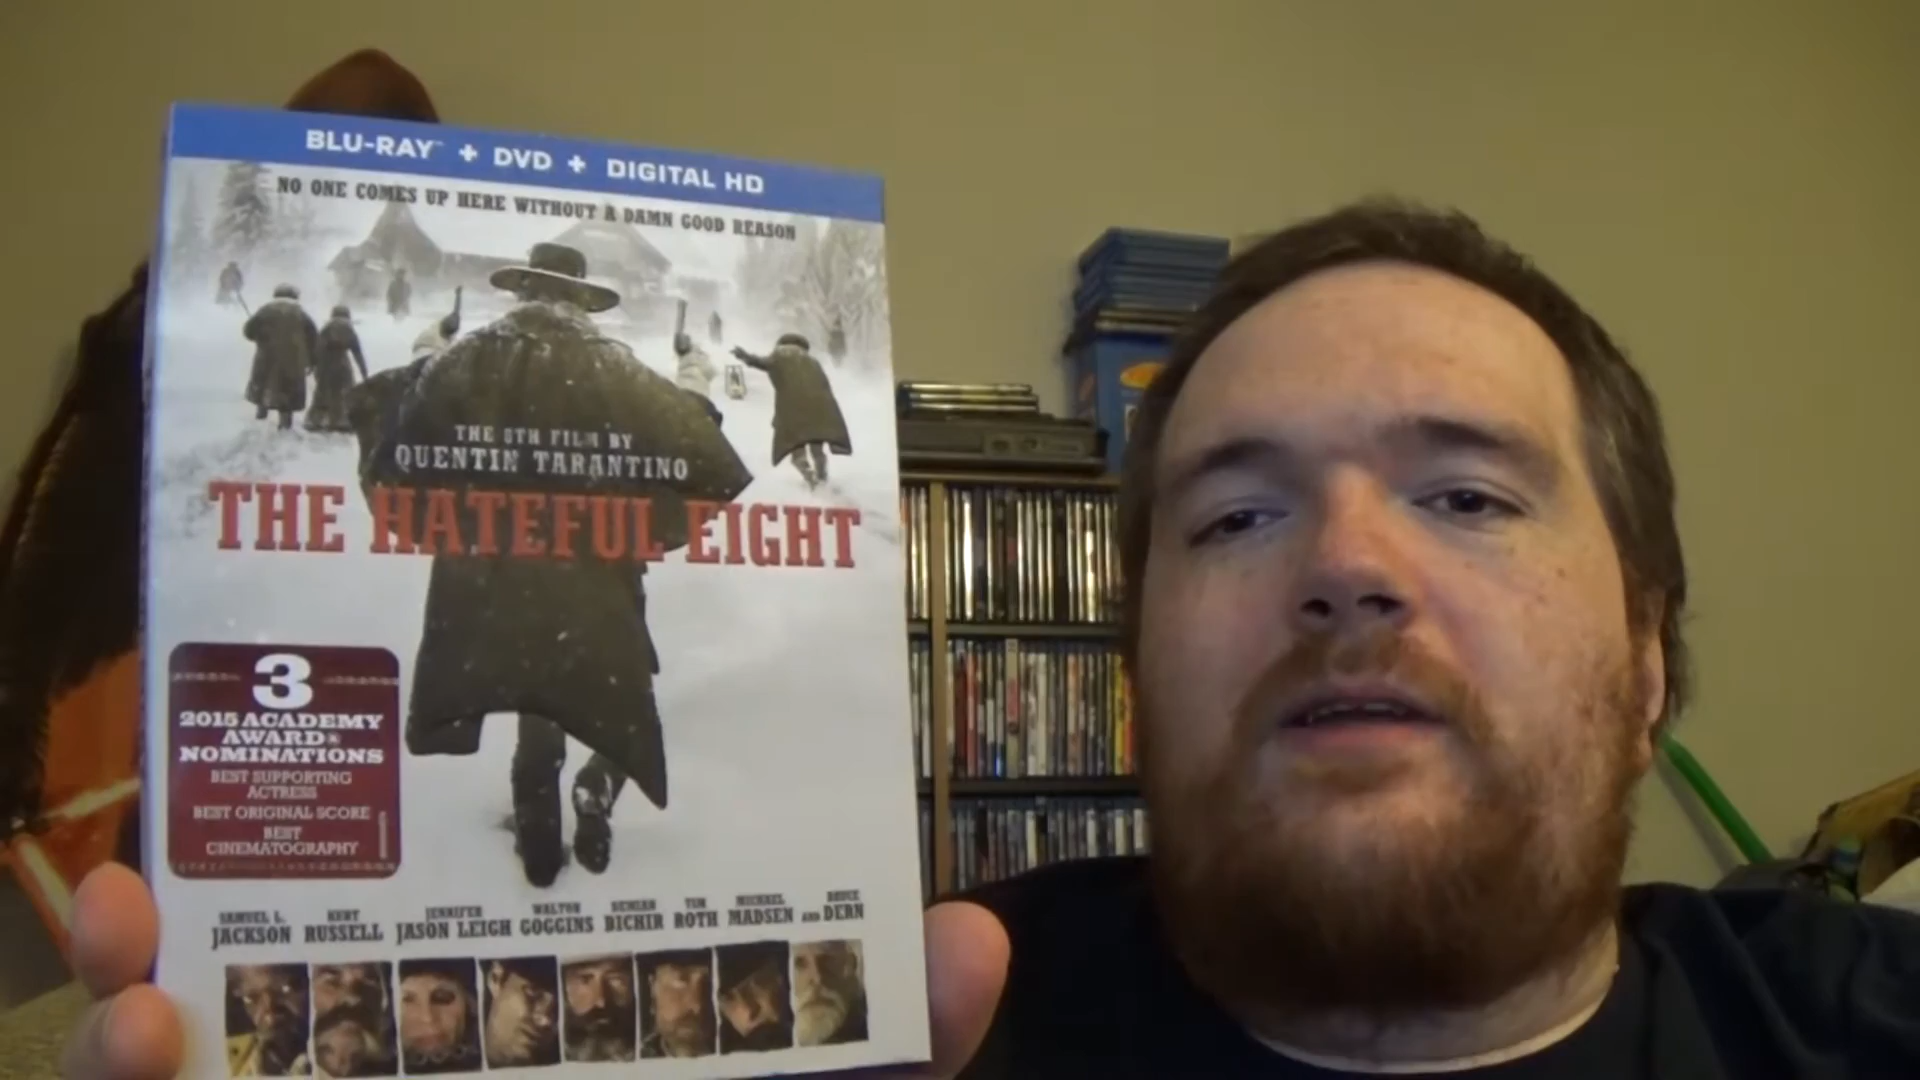 BLU-RAY™ + DVD + DIGITAL HD
NO ONE COMES UP HERE WITHOUT A DAMN GOOD REASON
THE 8TH FILM BY
QUENTIN TARANTINO
THE HATEFUL EIGHT
3
2015 ACADEMY
AWARD®
NOMINATIONS
BEST SUPPORTING
ACTRESS
BEST ORIGINAL SCORE
BEST
CINEMATOGRAPHY
SAMUEL L. KURT JENNIFER WALTON DEMIAN TIM MICHAEL BRUCE
JACKSON RUSSELL JASON LEIGH GOGGINS BICHIR ROTH MADSEN AND DERN